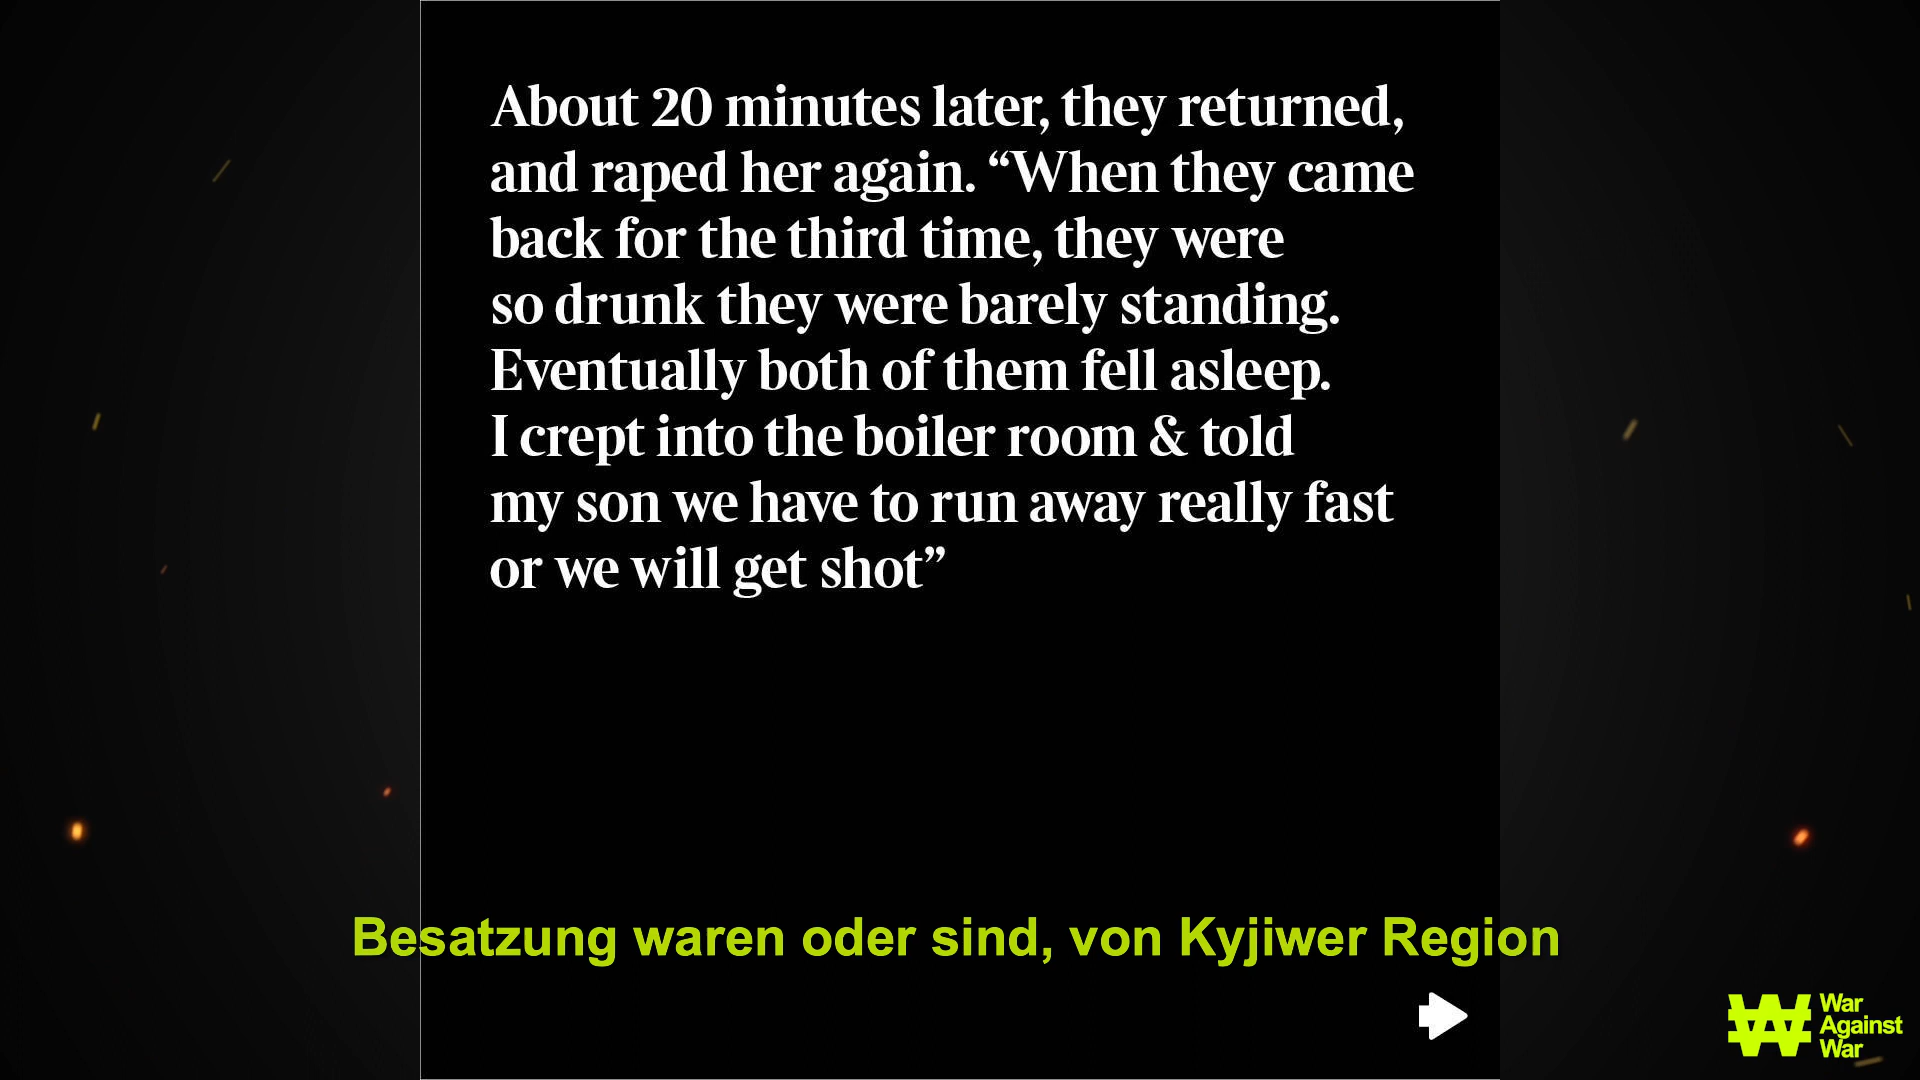 About 20 minutes later, they returned,
and raped her again. “When they came
back for the third time, they were
so drunk they were barely standing.
Eventually both of them fell asleep.
I crept into the boiler room & told
my son we have to run away really fast
or we will get shot”
Besatzung waren oder sind, von Kyjiwer Region
War
Against
War